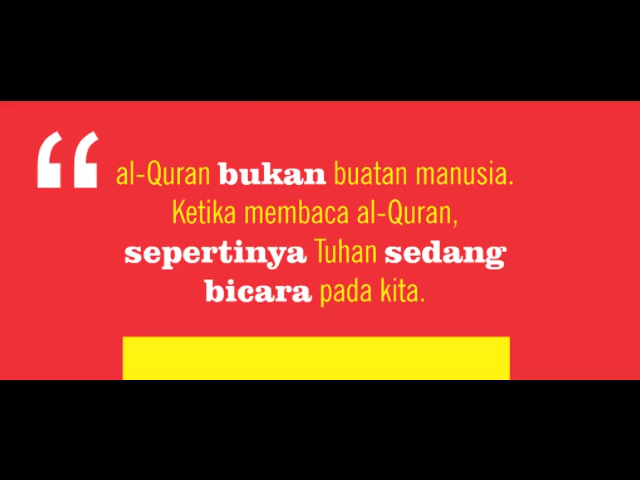 “ al-Quran bukan buatan manusia.
Ketika membaca al-Quran,
sepertinya Tuhan sedang
bicara pada kita.